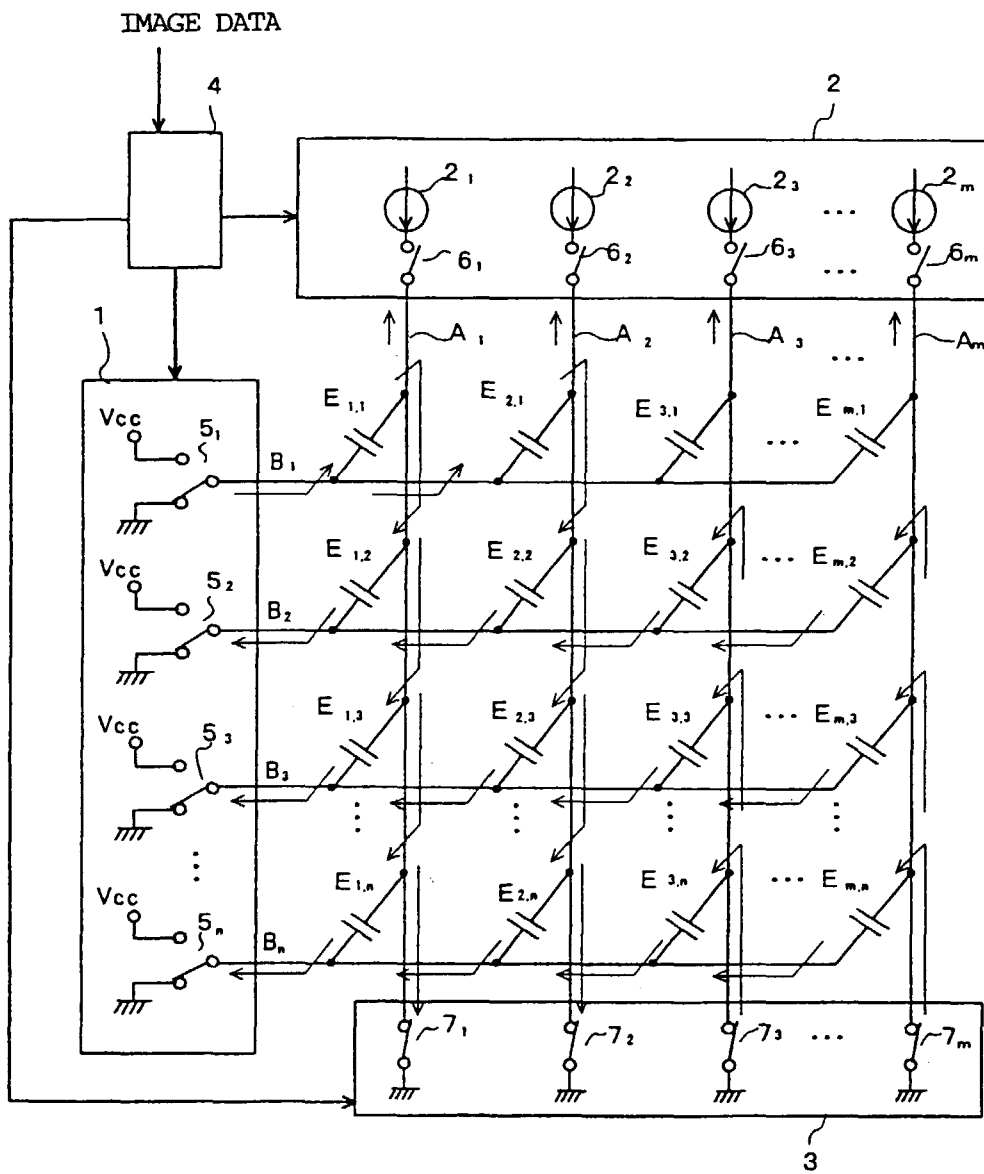 IMAGE DATA
4
2
2₁ 2₂ 2₃ ... 2ₘ
6₁ 6₂ 6₃ ... 6ₘ
1
A₁ A₂ A₃ ... Aₘ
Vcc 5₁ B₁ E₁,₁ E₂,₁ E₃,₁ ... Eₘ,₁
Vcc 5₂ B₂ E₁,₂ E₂,₂ E₃,₂ ... Eₘ,₂
Vcc 5₃ B₃ E₁,₃ E₂,₃ E₃,₃ ... Eₘ,₃
Vcc 5ₙ Bₙ E₁,ₙ E₂,ₙ E₃,ₙ ... Eₘ,ₙ
7₁ 7₂ 7₃ ... 7ₘ
3